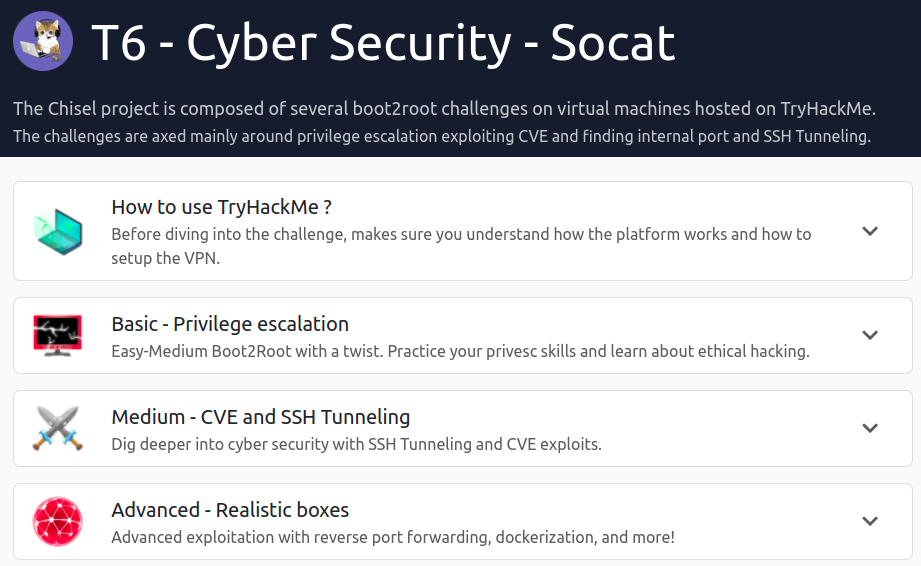 T6 - Cyber Security - Socat
The Chisel project is composed of several boot2root challenges on virtual machines hosted on TryHackMe.
The challenges are axed mainly around privilege escalation exploiting CVE and finding internal port and SSH Tunneling.
How to use TryHackMe ?
Before diving into the challenge, makes sure you understand how the platform works and how to
setup the VPN.
Basic - Privilege escalation
Easy-Medium Boot2Root with a twist. Practice your privesc skills and learn about ethical hacking.
Medium - CVE and SSH Tunneling
Dig deeper into cyber security with SSH Tunneling and CVE exploits.
Advanced - Realistic boxes
Advanced exploitation with reverse port forwarding, dockerization, and more!